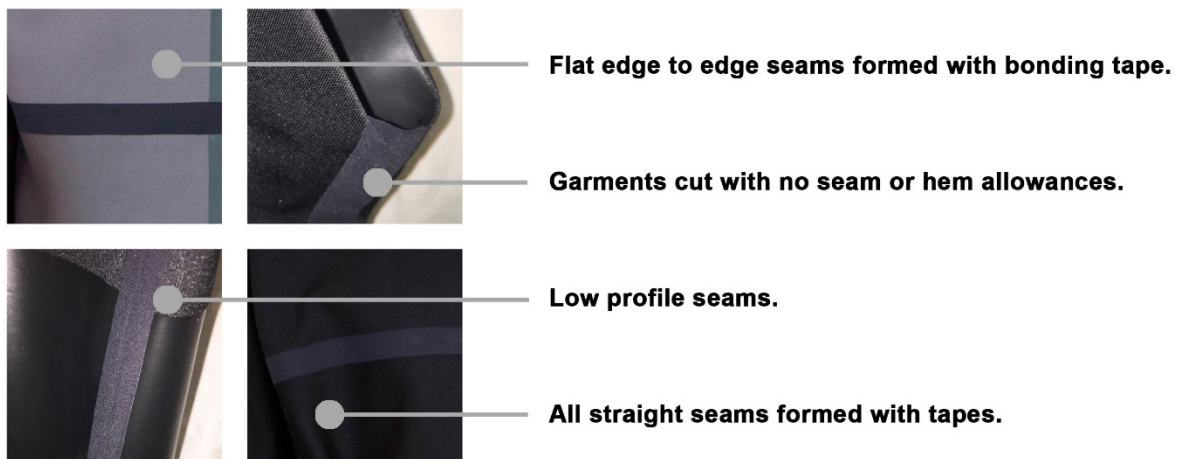 Flat edge to edge seams formed with bonding tape.
Garments cut with no seam or hem allowances.
Low profile seams.
All straight seams formed with tapes.